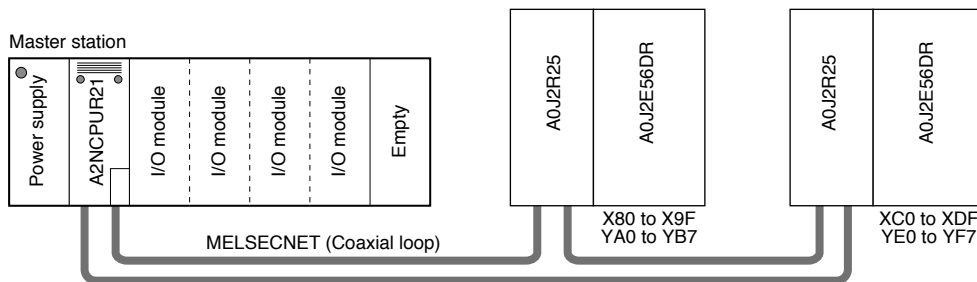 Master station
Power supply
A2NCPUR21
I/O module
I/O module
I/O module
I/O module
Empty
A0J2R25
A0J2E56DR
A0J2R25
A0J2E56DR
X80 to X9F
YA0 to YB7
XC0 to XDF
YE0 to YF7
MELSECNET (Coaxial loop)